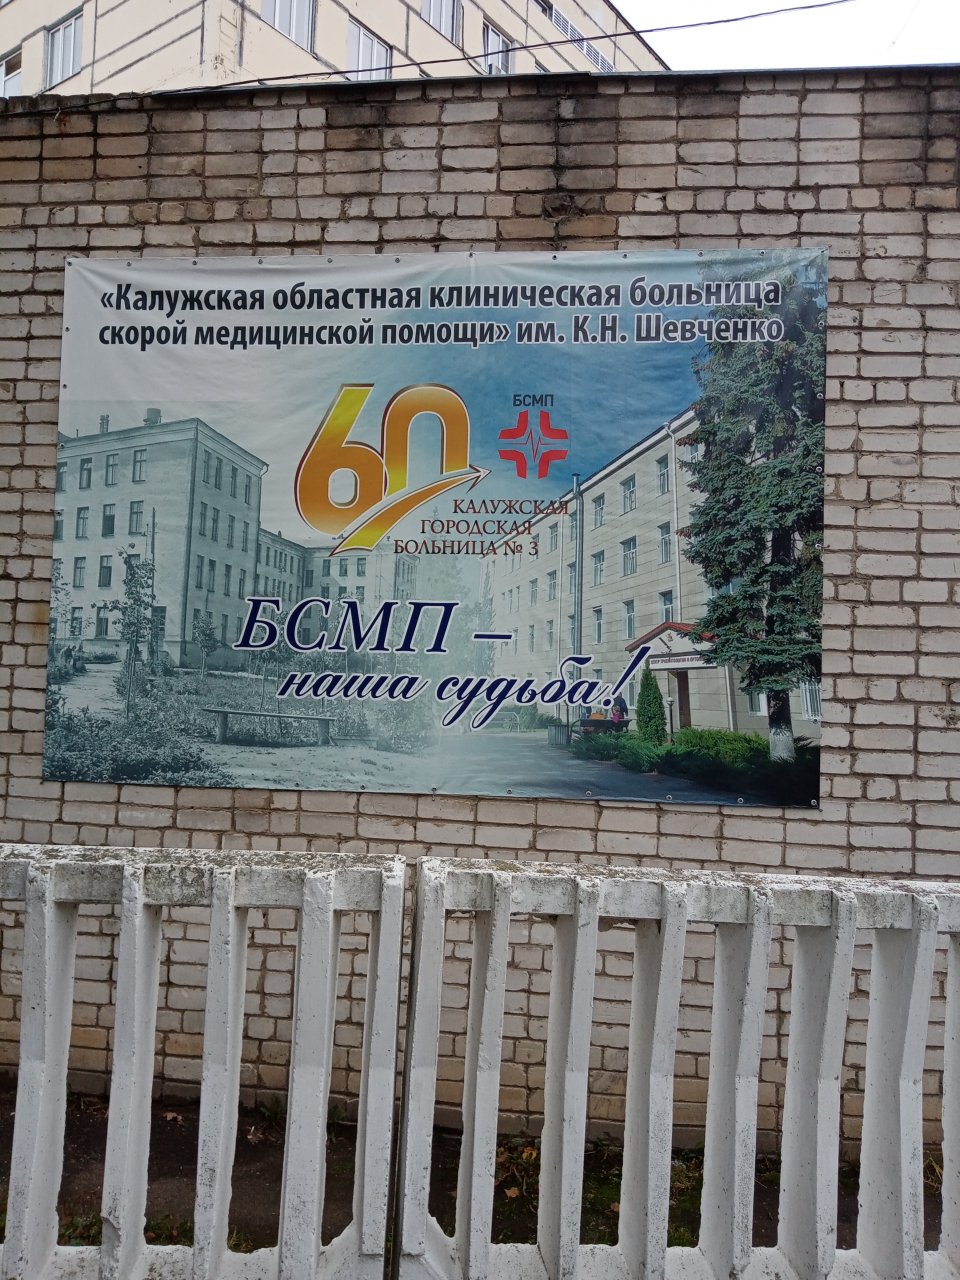 «Калужская областная клиническая больница
скорой медицинской помощи» им. К.Н. Шевченко
60
БСМП
КАЛУЖСКАЯ
ГОРОДСКАЯ
БОЛЬНИЦА № 3
БСМП –
наша судьба!